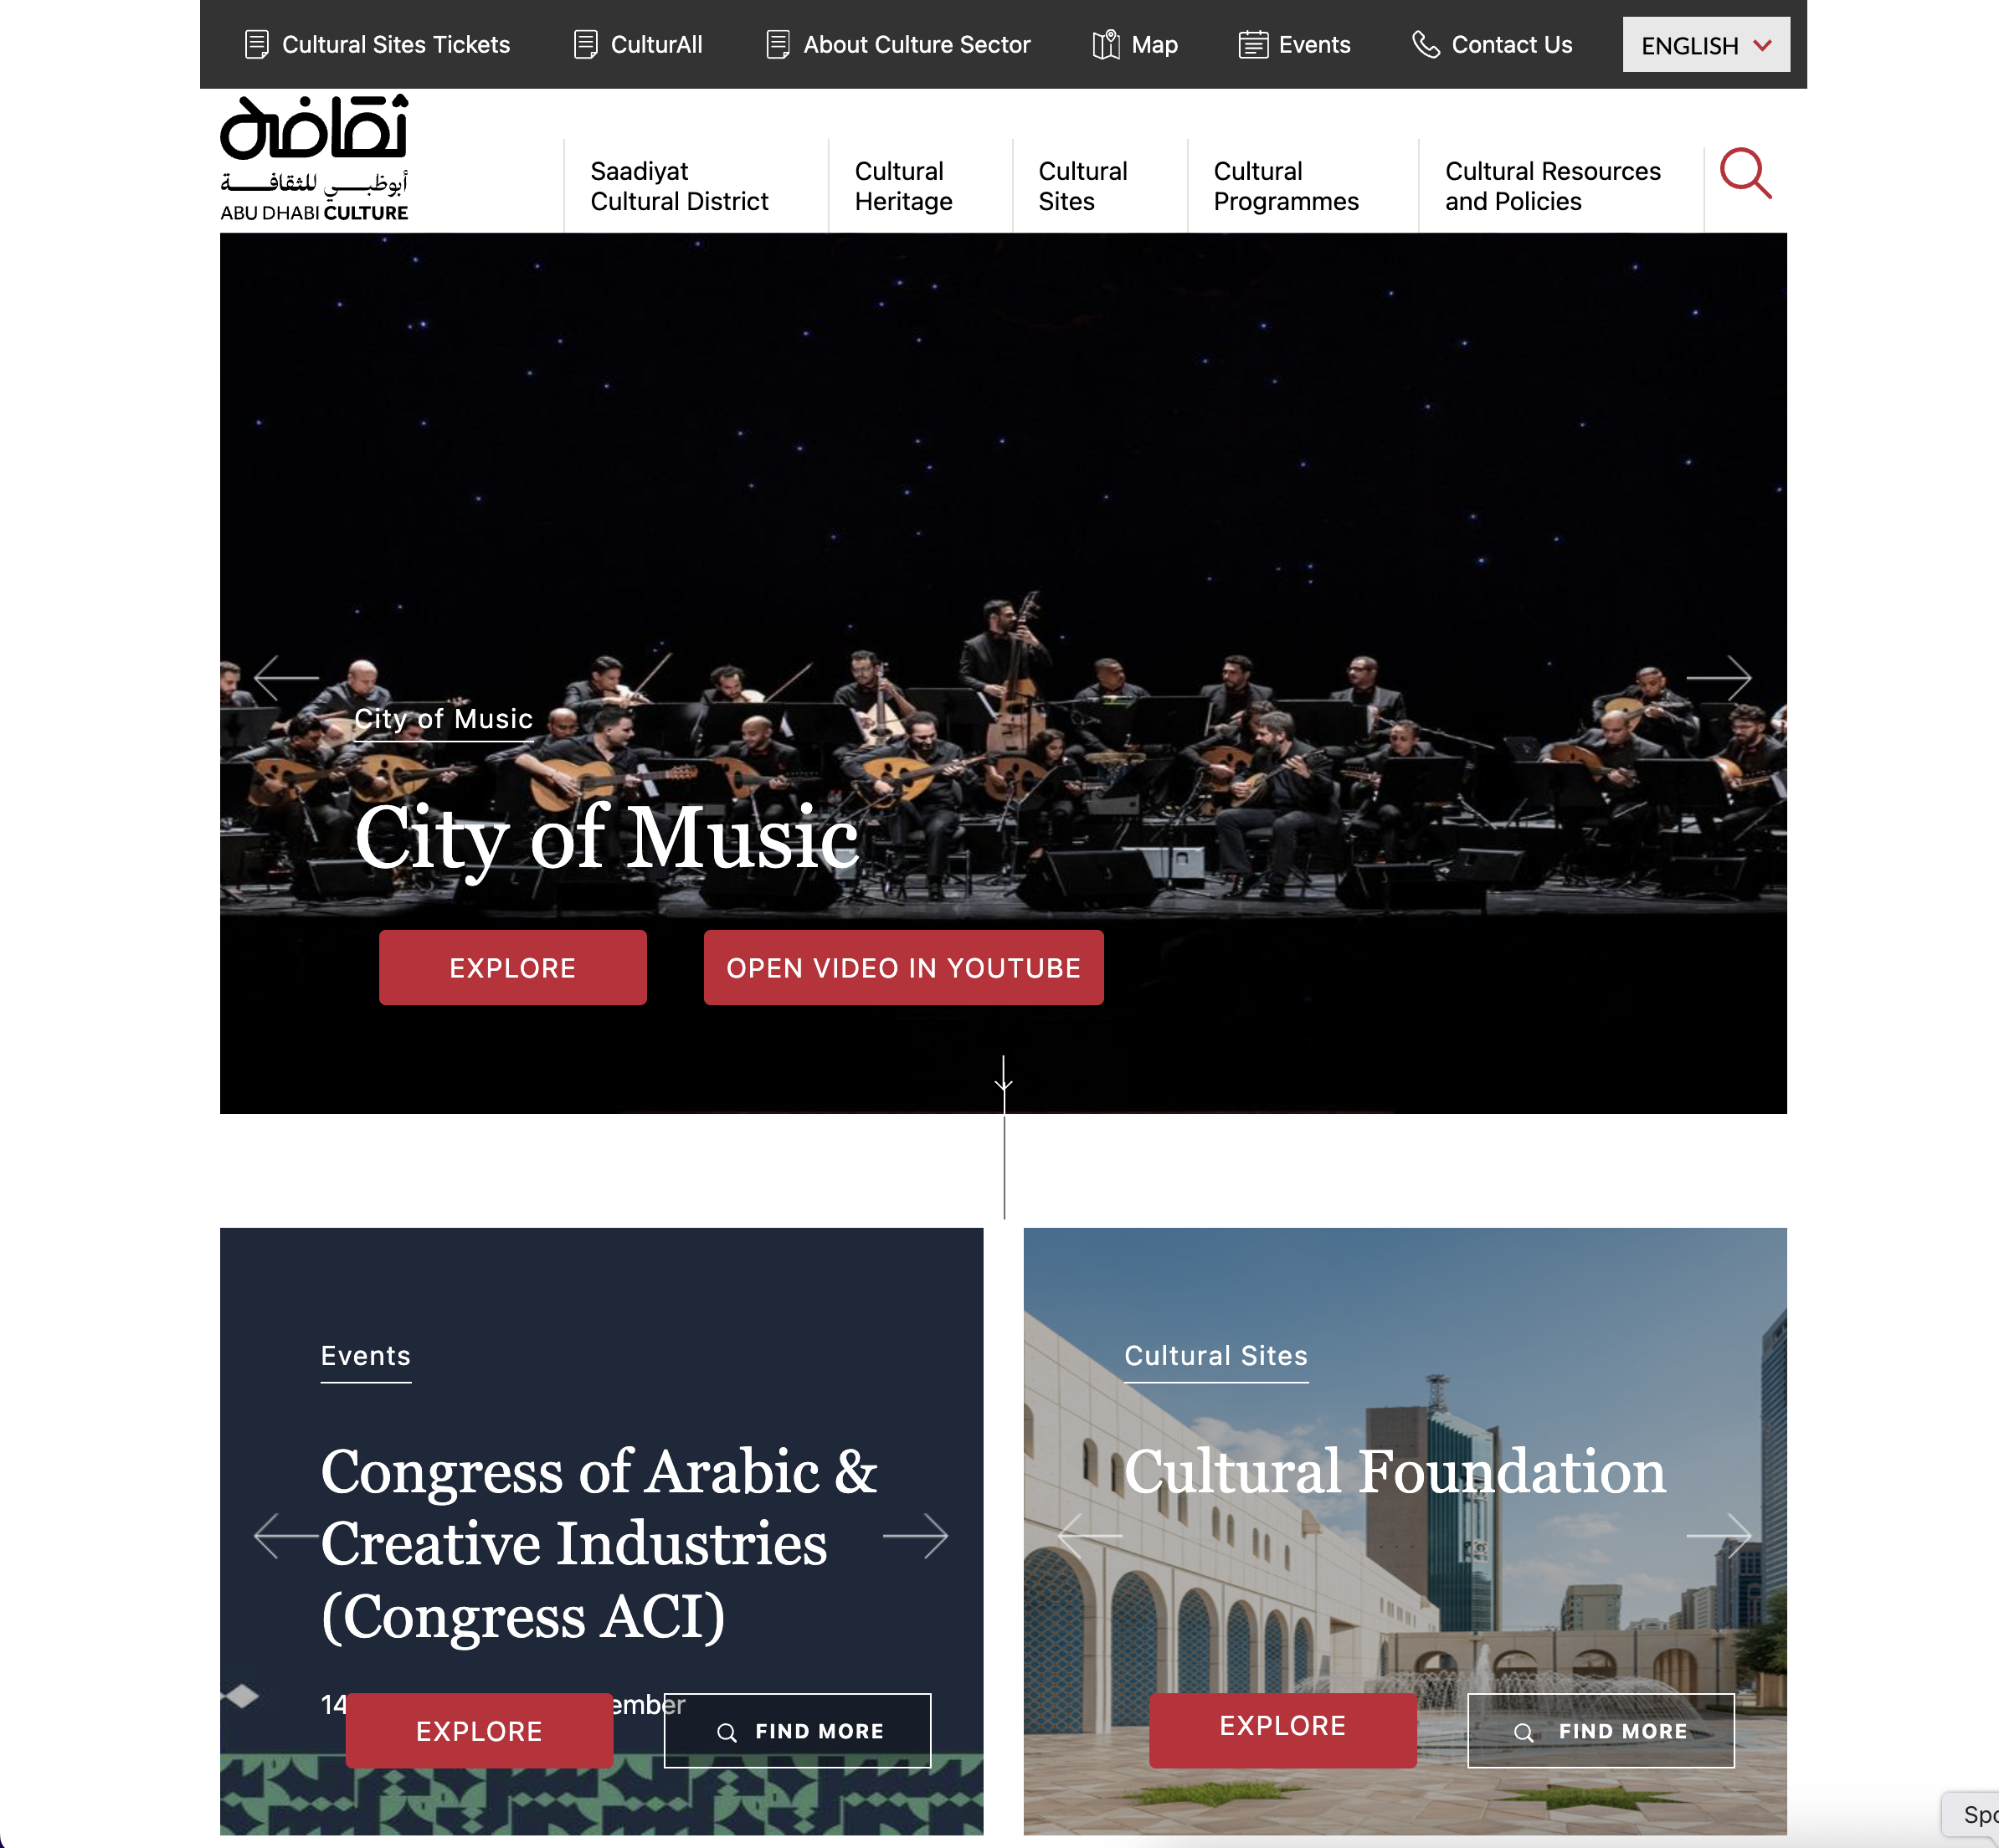 Cultural Sites Tickets
CulturAll
About Culture Sector
Map
Events
Contact Us
ENGLISH
ثقافة
أبوظبي للثقافة
ABU DHABI CULTURE
Saadiyat
Cultural District
Cultural
Heritage
Cultural
Sites
Cultural
Programmes
Cultural Resources
and Policies
City of Music
City of Music
EXPLORE
OPEN VIDEO IN YOUTUBE
Events
Congress of Arabic &
Creative Industries
(Congress ACI)
14
EXPLORE
FIND MORE
Cultural Sites
Cultural Foundation
EXPLORE
FIND MORE